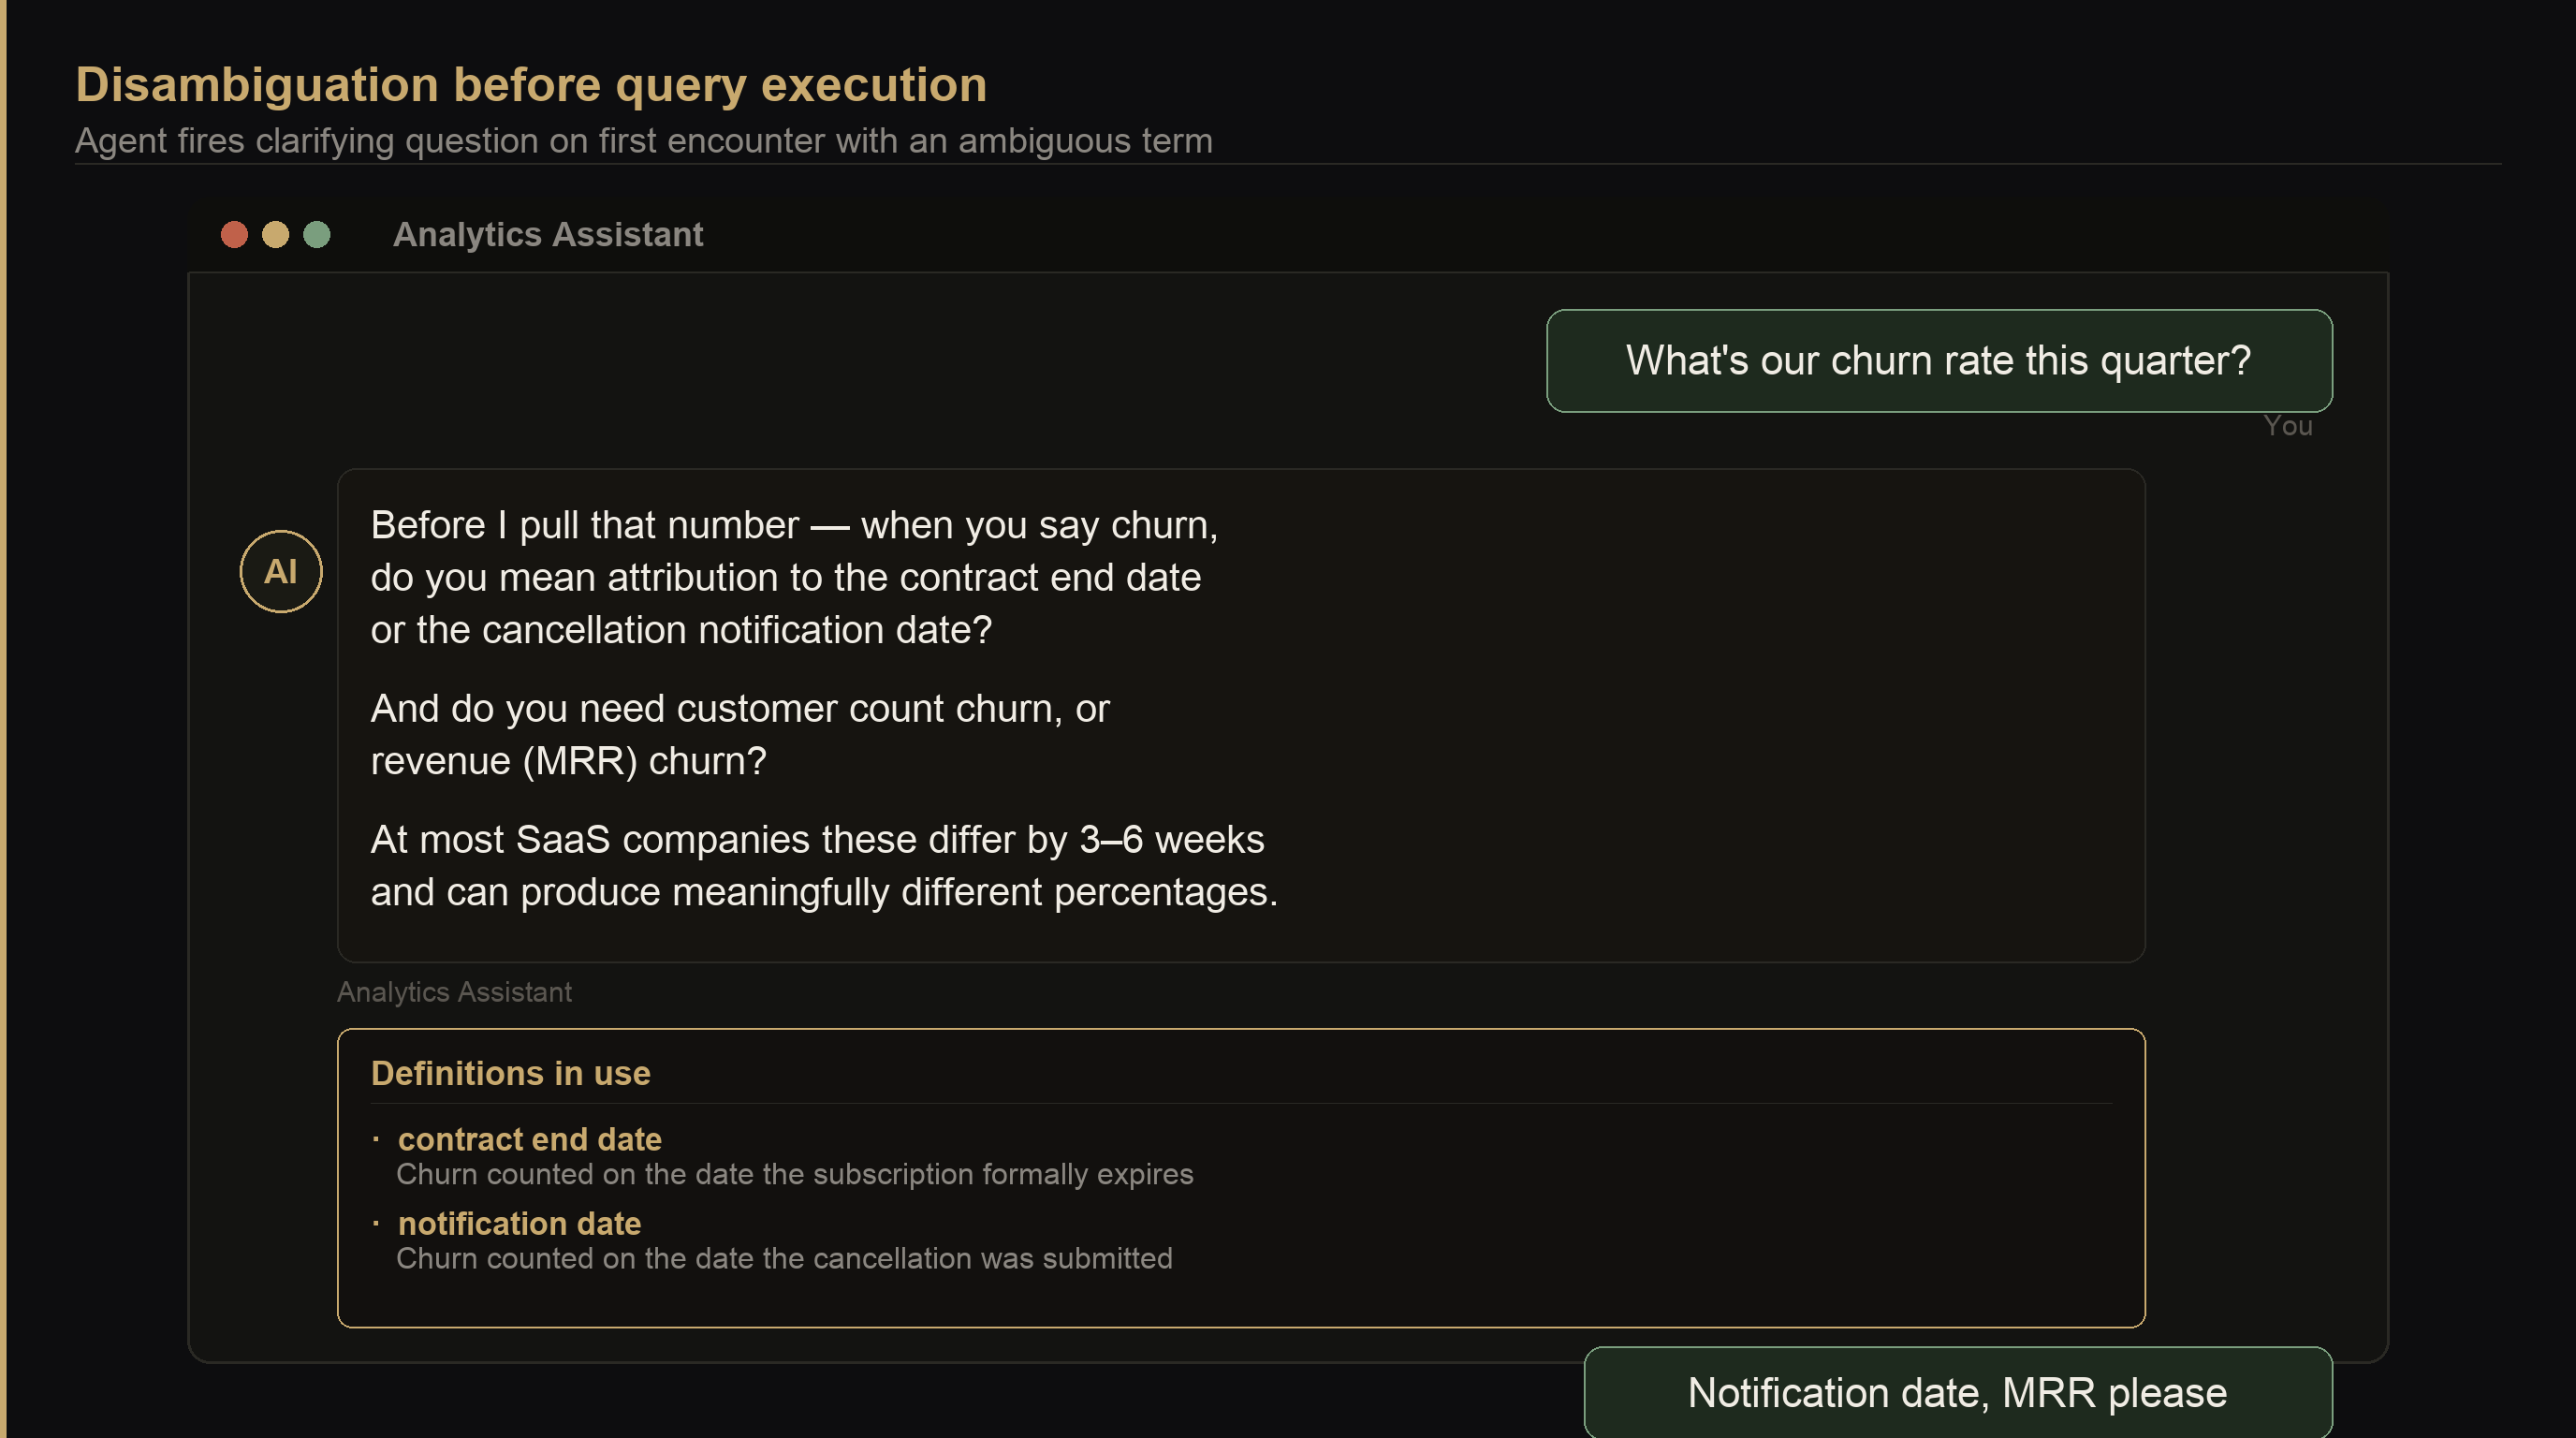 Disambiguation before query execution
Agent fires clarifying question on first encounter with an ambiguous term
Analytics Assistant
What's our churn rate this quarter?
You
AI
Before I pull that number — when you say churn,
do you mean attribution to the contract end date
or the cancellation notification date?
And do you need customer count churn, or
revenue (MRR) churn?
At most SaaS companies these differ by 3–6 weeks
and can produce meaningfully different percentages.
Analytics Assistant
Definitions in use
· contract end date
Churn counted on the date the subscription formally expires
· notification date
Churn counted on the date the cancellation was submitted
Notification date, MRR please